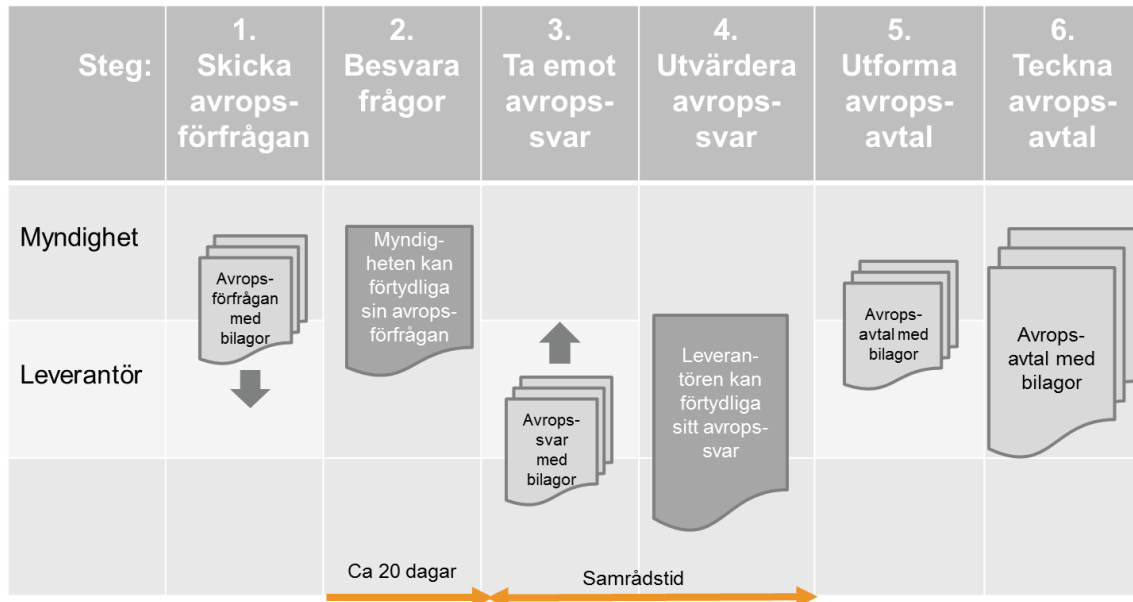 Steg:
1.
Skicka
avrops-
förfrågan
2.
Besvara
frågor
3.
Ta emot
avrops-
svar
4.
Utvärdera
avrops-
svar
5.
Utforma
avrops-
avtal
6.
Teckna
avrops-
avtal
Myndighet
Avrops-
förfrågan
med
bilagor
Myndig-
heten kan
förtydliga
sin avrops-
förfrågan
Leverantör
Avrops-
svar
med
bilagor
Leveran-
tören kan
förtydliga
sitt avrops-
svar
Avrops-
avtal med
bilagor
Avrops-
avtal med
bilagor
Ca 20 dagar
Samrådstid